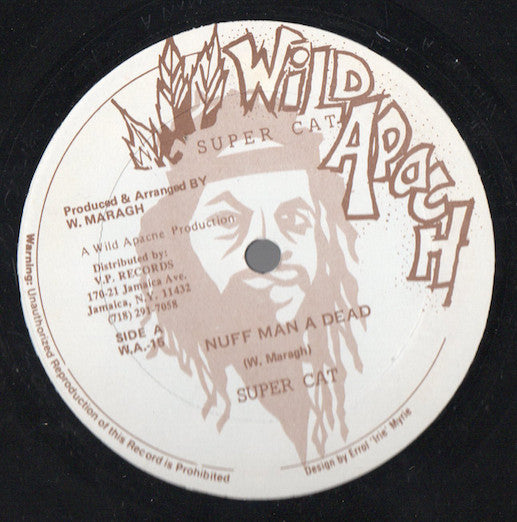 WILD
APACH
SUPER CAT
Produced & Arranged BY
W. MARAGH
A Wild Apacne Production
Distributed by:
V.P. RECORDS
170-21 Jamaica Ave.
Jamaica, N.Y. 11432
(718) 291-7058
SIDE A
W.A.-16
NUFF MAN A DEAD
(W. Maragh)
SUPER CAT
Warning: Unauthorized Reproduction of this Record is Prohibited
Design by Errol 'Irie' Myrie